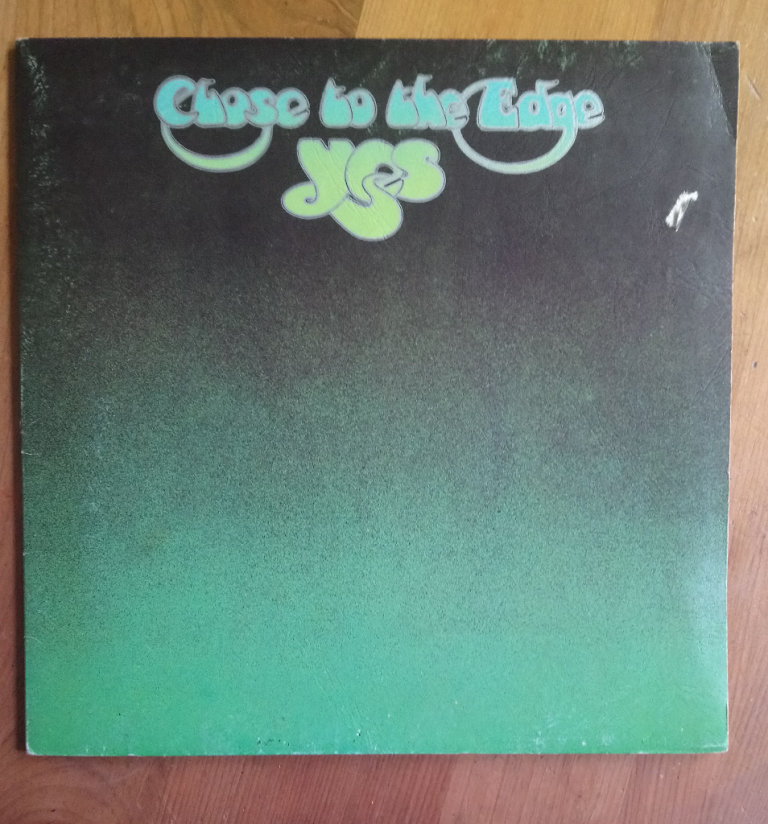 Close to the Edge
yes